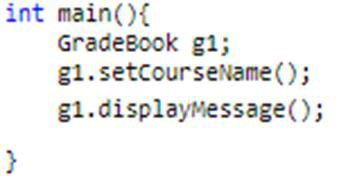 int main(){
    GradeBook g1;
    g1.setCourseName();
    g1.displayMessage();
}